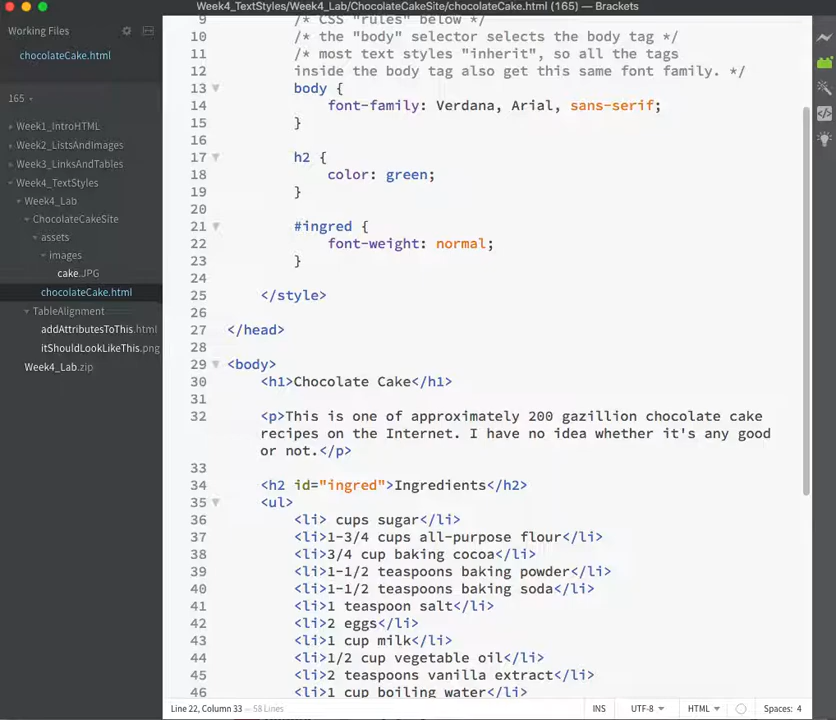 Week4_TextStyles/Week4_Lab/ChocolateCakeSite/chocolateCake.html (165) — Brackets
Working Files
chocolateCake.html
165
Week1_IntroHTML
Week2_ListsAndImages
Week3_LinksAndTables
Week4_TextStyles
Week4_Lab
ChocolateCakeSite
assets
images
cake.JPG
chocolateCake.html
TableAlignment
addAttributesToThis.html
itShouldLookLikeThis.png
Week4_Lab.zip
9 /* CSS "rules" below */
10 /* the "body" selector selects the body tag */
11 /* most text styles "inherit", so all the tags
12 inside the body tag also get this same font family. */
13 body {
14 font-family: Verdana, Arial, sans-serif;
15 }
16
17 h2 {
18 color: green;
19 }
20
21 #ingred {
22 font-weight: normal;
23 }
24
25 </style>
26
27 </head>
28
29 <body>
30 <h1>Chocolate Cake</h1>
31
32 <p>This is one of approximately 200 gazillion chocolate cake
recipes on the Internet. I have no idea whether it's any good
or not.</p>
33
34 <h2 id="ingred">Ingredients</h2>
35 <ul>
36 <li> cups sugar</li>
37 <li>1-3/4 cups all-purpose flour</li>
38 <li>3/4 cup baking cocoa</li>
39 <li>1-1/2 teaspoons baking powder</li>
40 <li>1-1/2 teaspoons baking soda</li>
41 <li>1 teaspoon salt</li>
42 <li>2 eggs</li>
43 <li>1 cup milk</li>
44 <li>1/2 cup vegetable oil</li>
45 <li>2 teaspoons vanilla extract</li>
46 <li>1 cup boiling water</li>
Line 22, Column 33 — 58 Lines
INS
UTF-8
HTML
Spaces: 4